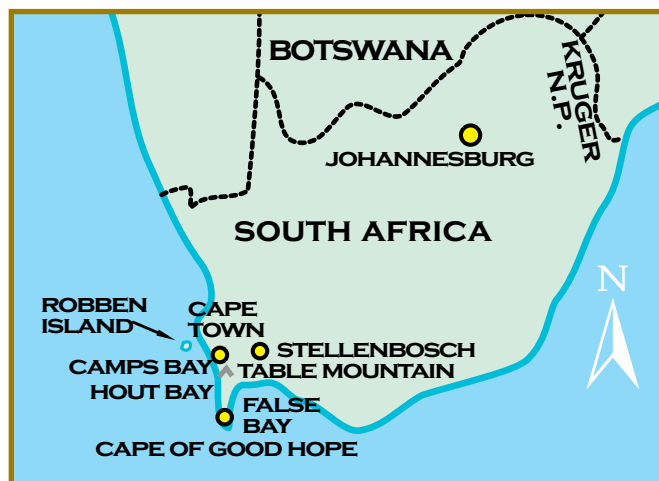 BOTSWANA
KRUGER
N.P.
JOHANNESBURG
SOUTH AFRICA
N
ROBBEN
ISLAND
CAPE
TOWN
STELLENBOSCH
CAMPS BAY
TABLE MOUNTAIN
HOUT BAY
FALSE
BAY
CAPE OF GOOD HOPE